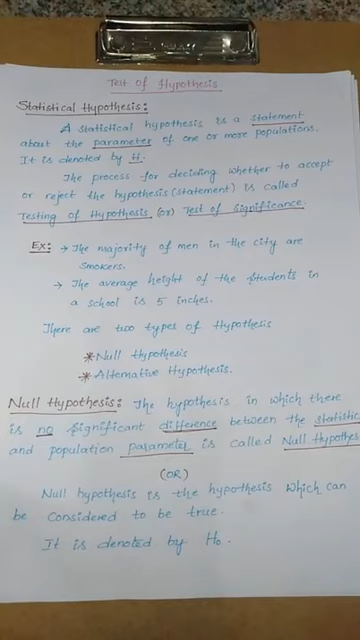 Test of Hypothesis
Statistical Hypothesis:
A statistical hypothesis is a statement
about the parameter of one or more populations.
It is denoted by H.
The process for deciding whether to accept
or reject the hypothesis (statement) is called
Testing of Hypothesis (or) Test of Significance.
Ex: → The majority of men in the city are
smokers.
→ The average height of the students in
a school is 5 inches.
There are two types of Hypothesis
* Null Hypothesis
* Alternative Hypothesis.
Null Hypothesis: The hypothesis in which there
is no significant difference between the statistic
and population parameter is called Null Hypothes
(OR)
Null hypothesis is the hypothesis which can
be considered to be true.
It is denoted by H₀.